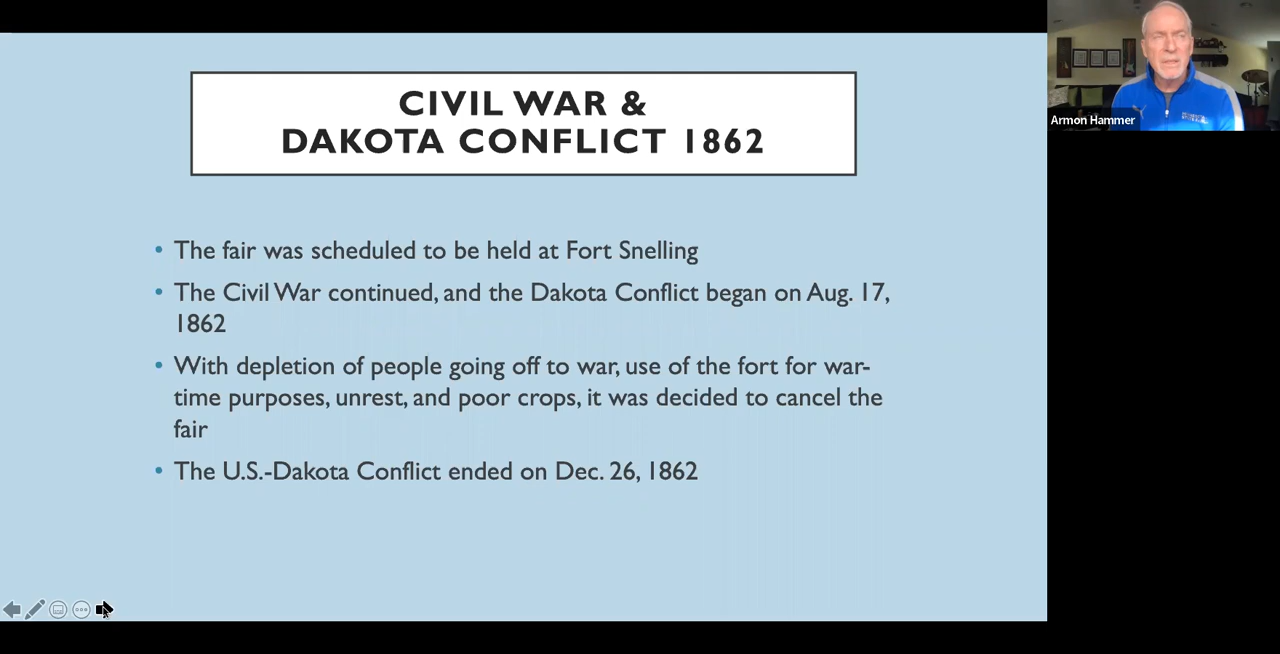 CIVIL WAR &
DAKOTA CONFLICT 1862
• The fair was scheduled to be held at Fort Snelling
• The Civil War continued, and the Dakota Conflict began on Aug. 17,
1862
• With depletion of people going off to war, use of the fort for war-
time purposes, unrest, and poor crops, it was decided to cancel the
fair
• The U.S.-Dakota Conflict ended on Dec. 26, 1862
Armon Hammer